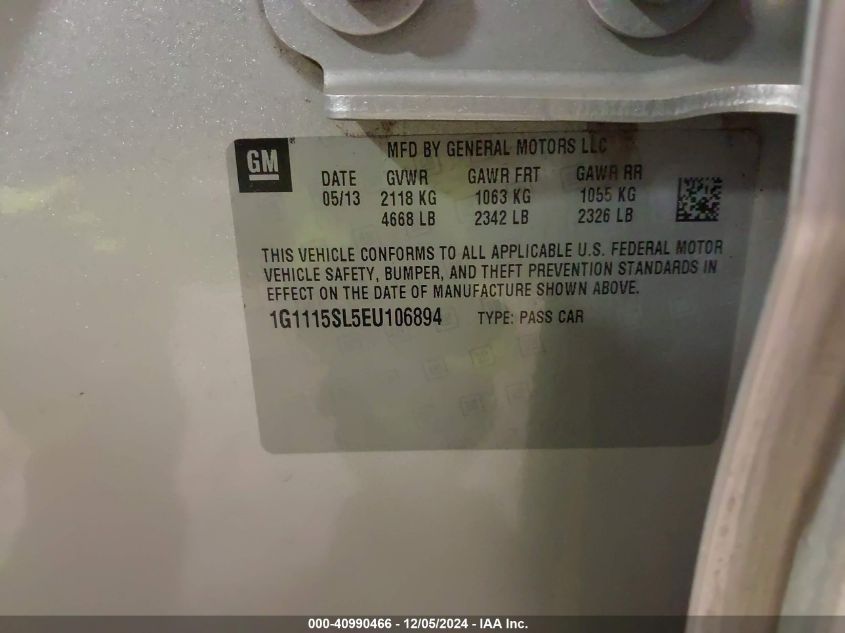 GM
MFD BY GENERAL MOTORS LLC
DATE GVWR GAWR FRT GAWR RR
05/13 2118 KG 1063 KG 1055 KG
4668 LB 2342 LB 2326 LB
THIS VEHICLE CONFORMS TO ALL APPLICABLE U.S. FEDERAL MOTOR
VEHICLE SAFETY, BUMPER, AND THEFT PREVENTION STANDARDS IN
EFFECT ON THE DATE OF MANUFACTURE SHOWN ABOVE.
1G1115SL5EU106894 TYPE: PASS CAR
000-40990466 - 12/05/2024 - IAA Inc.